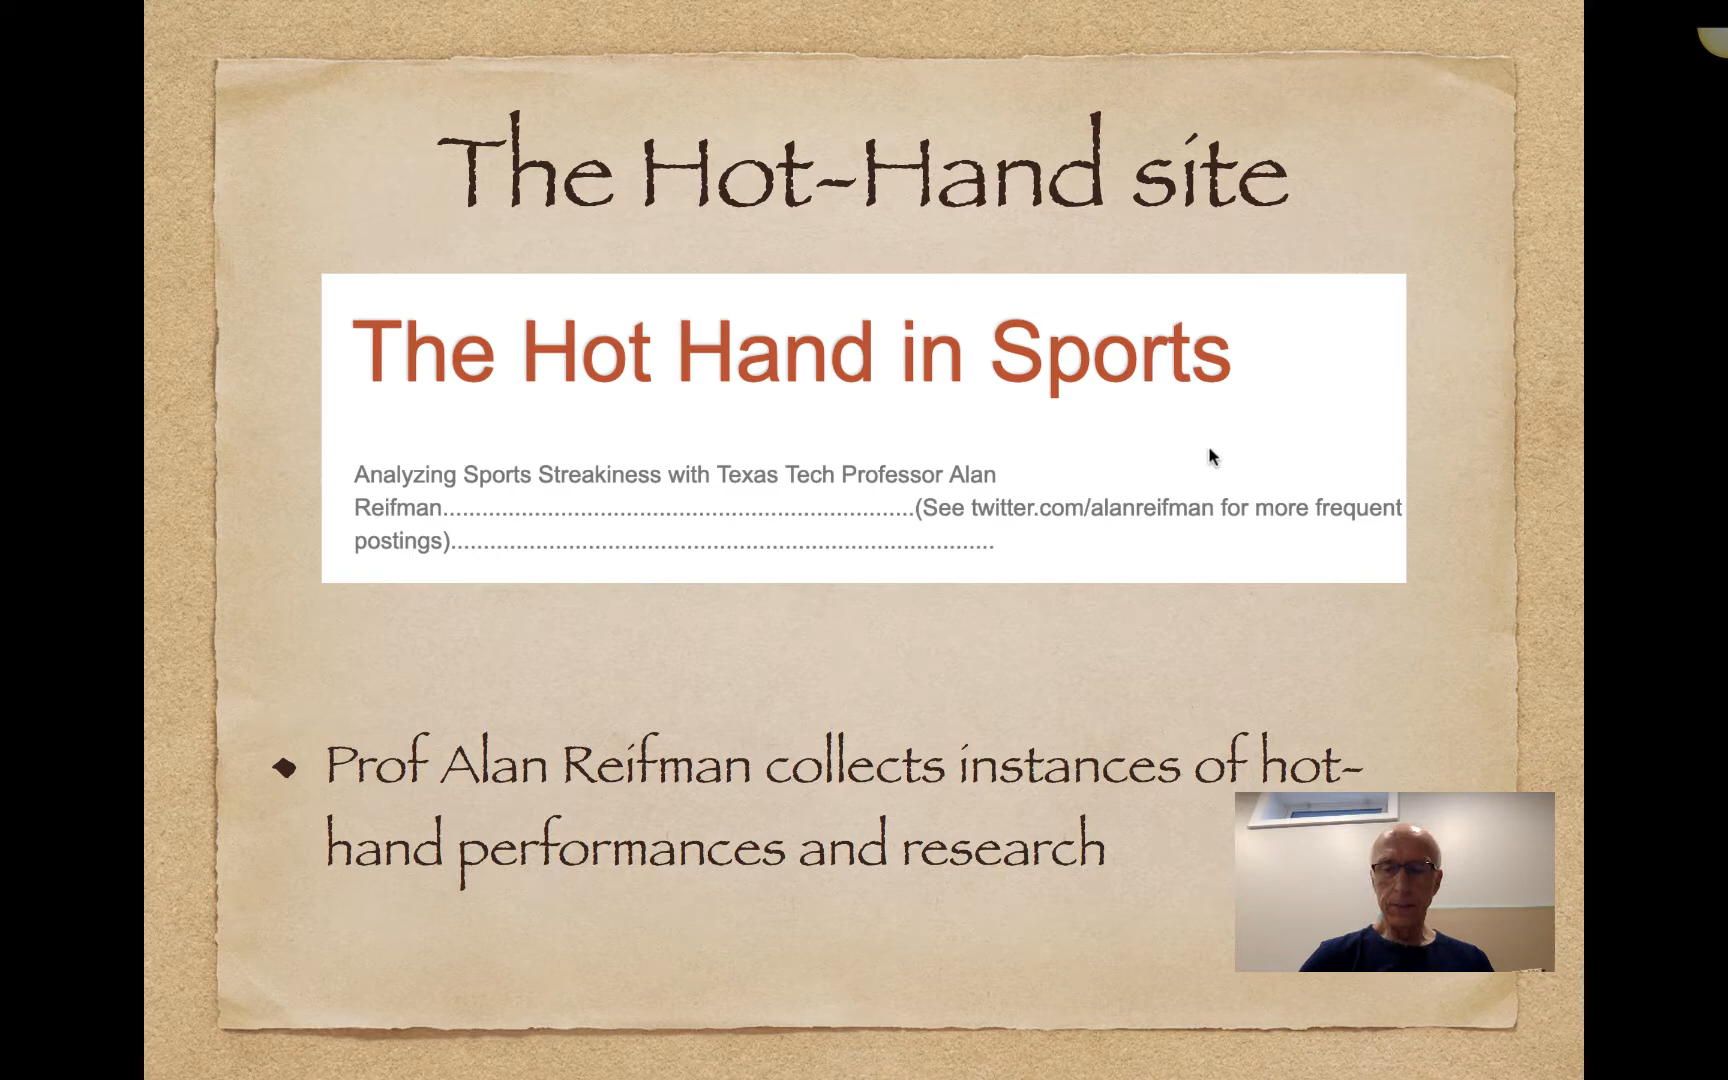 The Hot-Hand site
The Hot Hand in Sports
Analyzing Sports Streakiness with Texas Tech Professor Alan
Reifman........................................................................(See twitter.com/alanreifman for more frequent
postings)...................................................................................
Prof Alan Reifman collects instances of hot-
hand performances and research